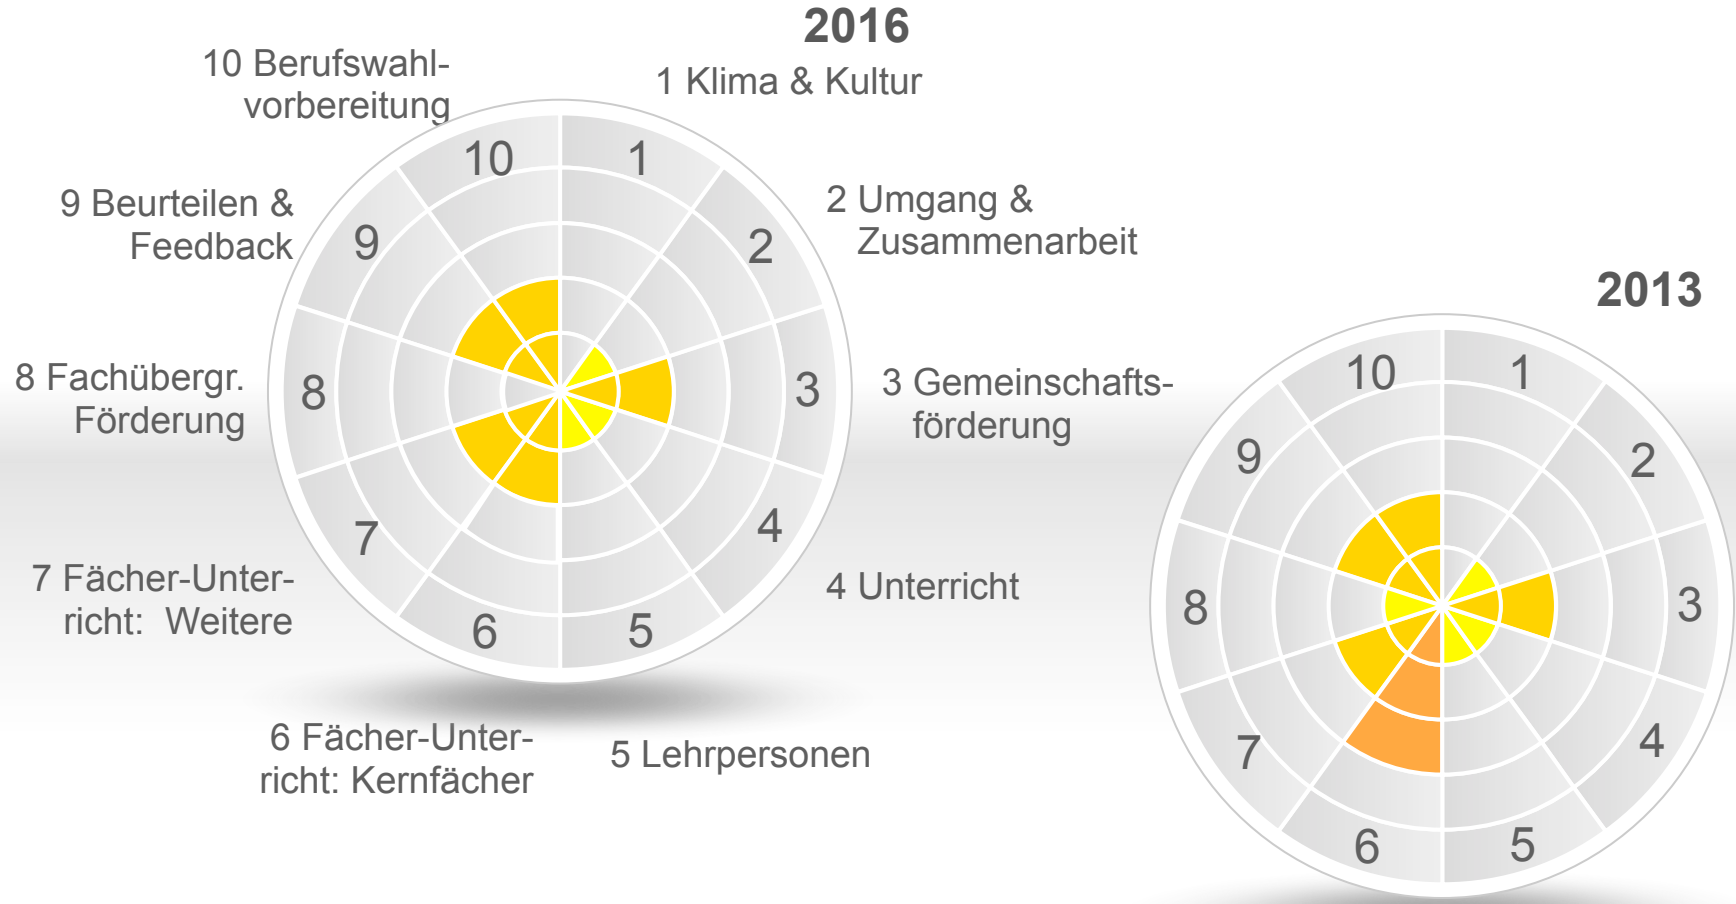 2016
10 Berufswahl-
vorbereitung
1 Klima & Kultur
10
1
9 Beurteilen &
Feedback
2 Umgang &
Zusammenarbeit
9
2
8 Fachübergr.
Förderung
8
3
3 Gemeinschafts-
förderung
7
4
7 Fächer-Unter-
richt:  Weitere
4 Unterricht
6
5
6 Fächer-Unter-
richt: Kernfächer
5 Lehrpersonen
2013
10
1
9
2
8
3
7
4
6
5